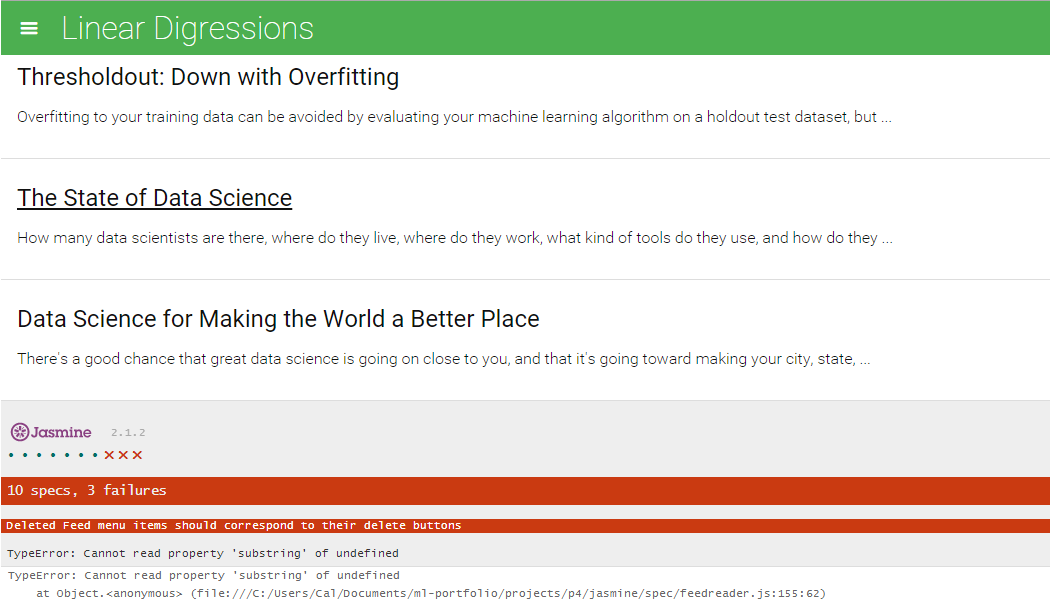 Linear Digressions
Thresholdout: Down with Overfitting
Overfitting to your training data can be avoided by evaluating your machine learning algorithm on a holdout test dataset, but ...
The State of Data Science
How many data scientists are there, where do they live, where do they work, what kind of tools do they use, and how do they ...
Data Science for Making the World a Better Place
There's a good chance that great data science is going on close to you, and that it's going toward making your city, state, ...
Jasmine 2.1.2
• • • • • • • × × ×
10 specs, 3 failures
Deleted Feed menu items should correspond to their delete buttons
TypeError: Cannot read property 'substring' of undefined
TypeError: Cannot read property 'substring' of undefined
at Object.<anonymous> (file:///C:/Users/Cal/Documents/ml-portfolio/projects/p4/jasmine/spec/feedreader.js:155:62)